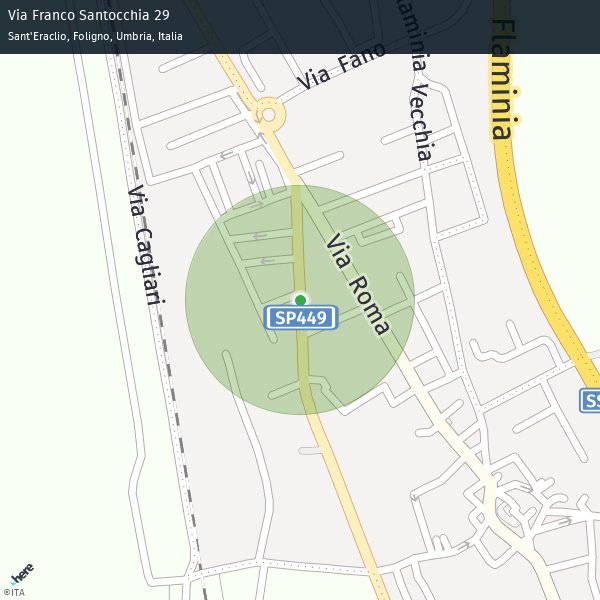 Via Franco Santocchia 29
Sant'Eraclio, Foligno, Umbria, Italia
Via Fano
laminia Vecchia
Flaminia
Via Cagliari
Via Roma
SP449
SS
here
©ITA